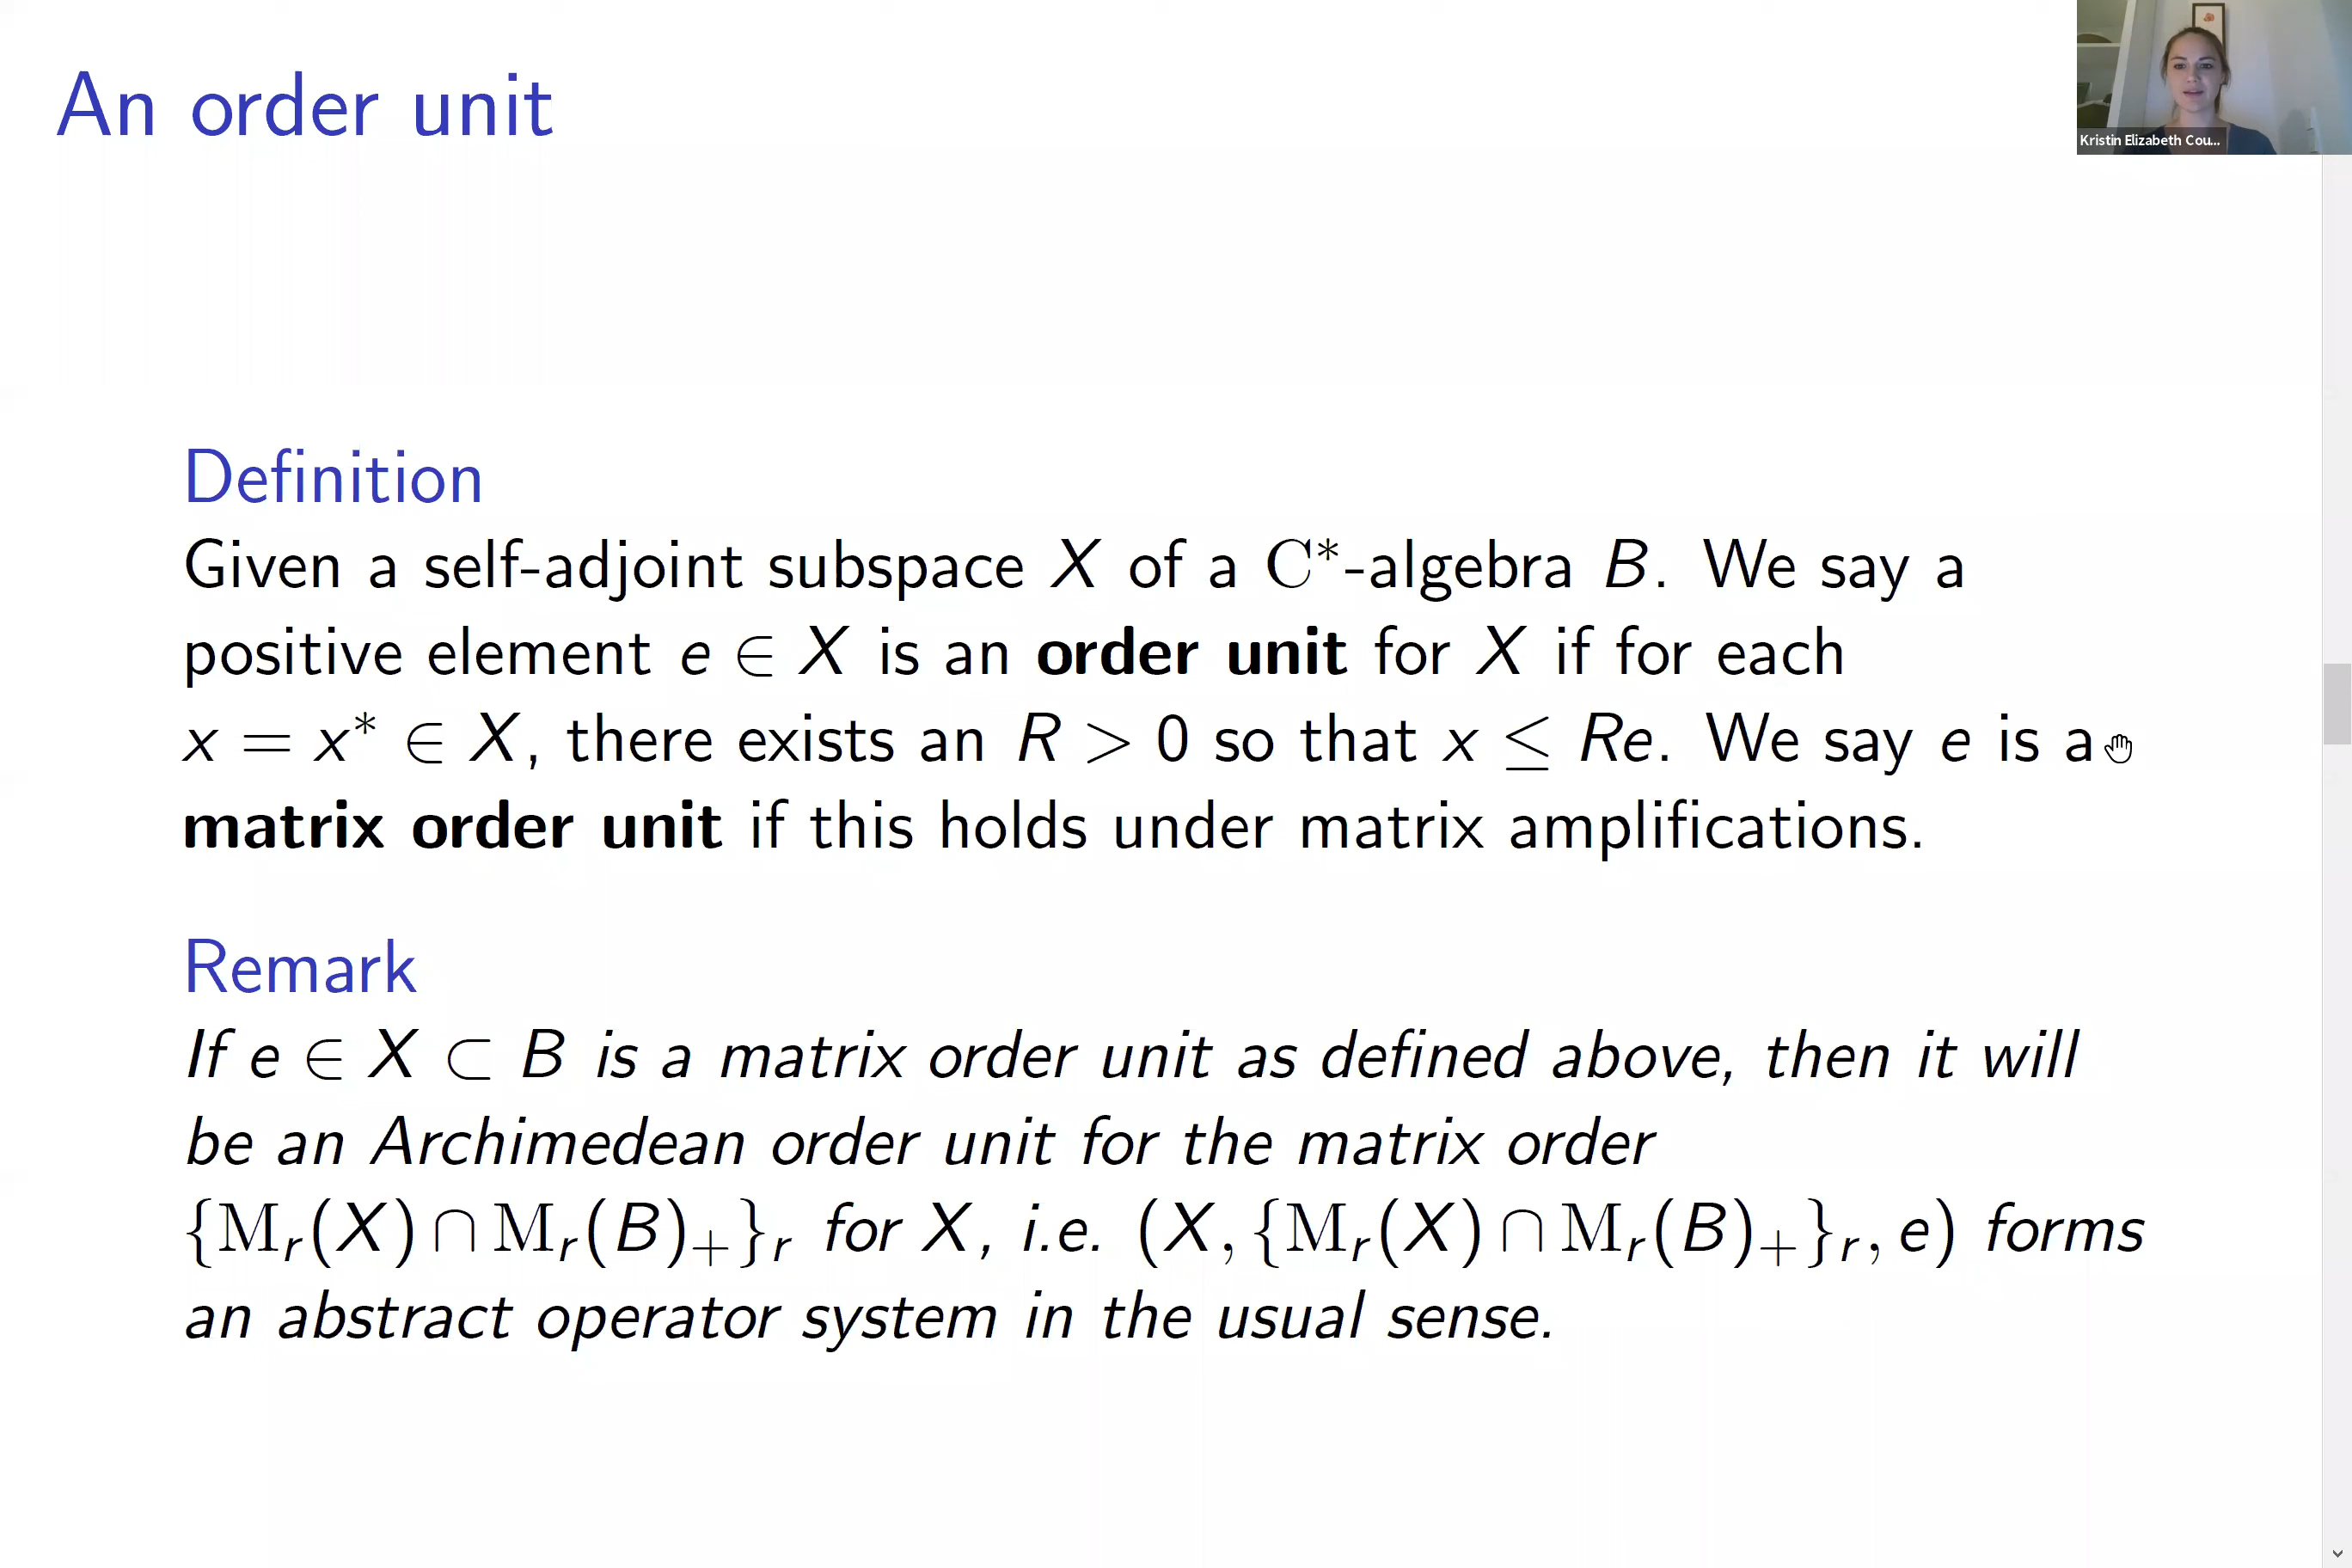 An order unit
Kristin Elizabeth Cou...
Definition
Given a self-adjoint subspace X of a C*-algebra B. We say a
positive element e ∈ X is an order unit for X if for each
x = x* ∈ X, there exists an R > 0 so that x ≤ Re. We say e is a
matrix order unit if this holds under matrix amplifications.
Remark
If e ∈ X ⊂ B is a matrix order unit as defined above, then it will
be an Archimedean order unit for the matrix order
{M_r(X) ∩ M_r(B)_+}_r for X, i.e. (X, {M_r(X) ∩ M_r(B)_+}_r, e) forms
an abstract operator system in the usual sense.